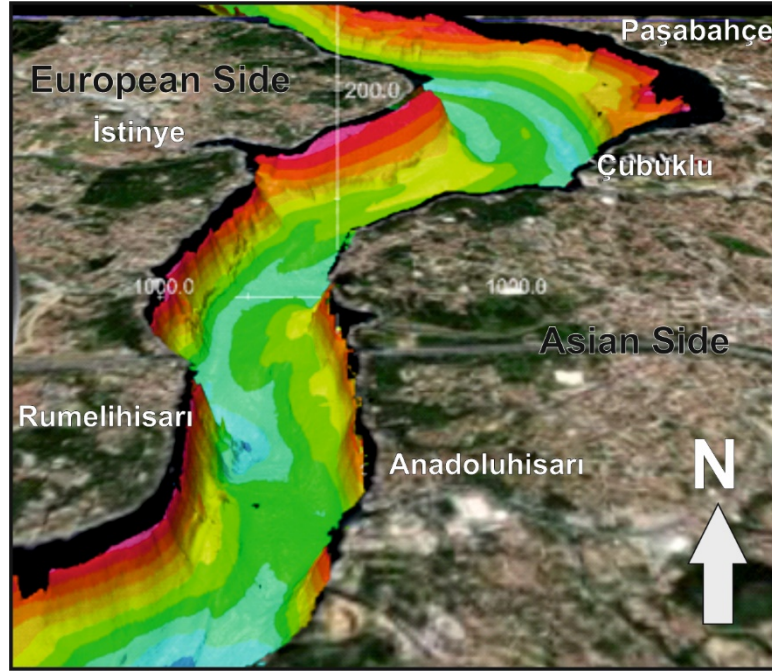 Paşabahçe
European Side
200.0
İstinye
Çubuklu
1000.0
1000.0
Asian Side
Rumelihisarı
Anadoluhisarı
N